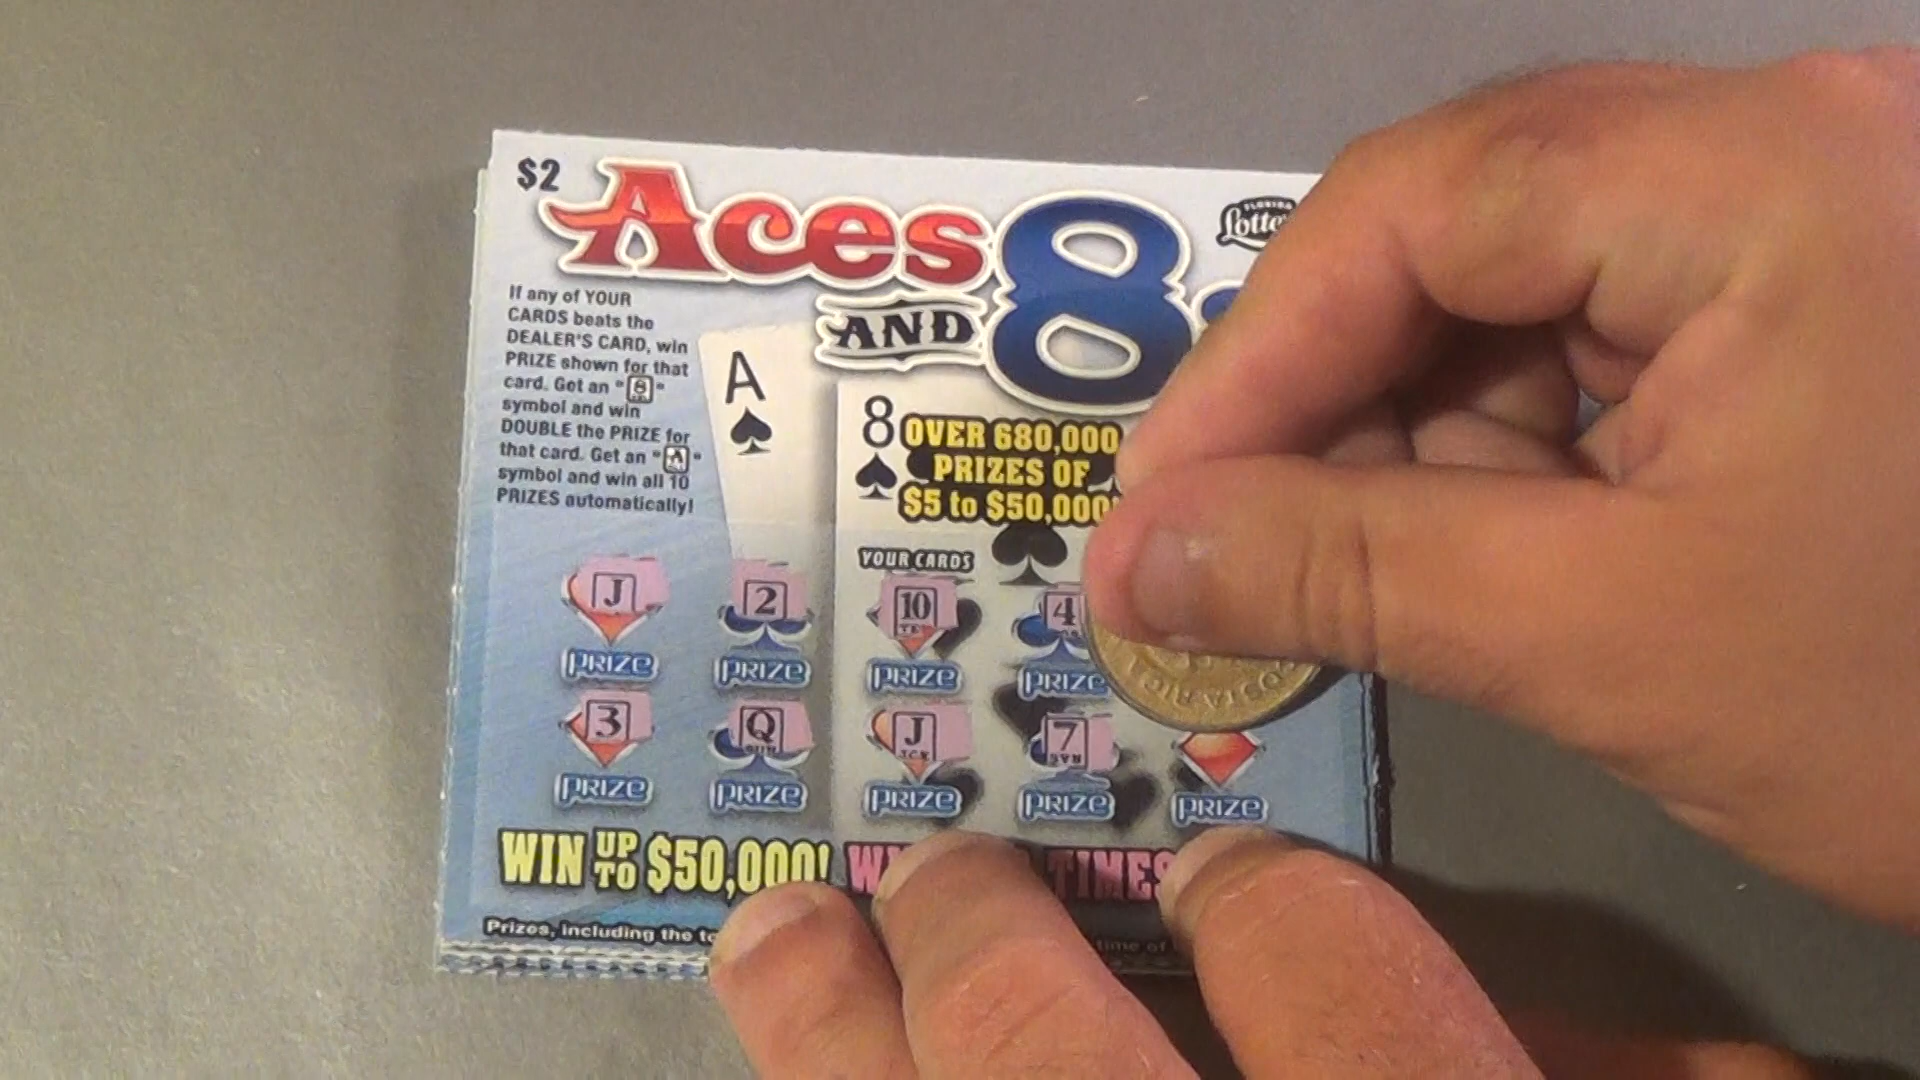 $2
Aces
AND
8
FLORIDA
If any of YOUR
CARDS beats the
DEALER'S CARD, win
PRIZE shown for that
card. Get an "8"
symbol and win
DOUBLE the PRIZE for
that card. Get an "A"
symbol and win all 10
PRIZES automatically!
A
8
OVER 680,000
PRIZES OF
$5 to $50,000!
YOUR CARDS
J
2
10
4
PRIZE
PRIZE
PRIZE
PRIZE
3
Q
J
7
PRIZE
PRIZE
PRIZE
PRIZE
PRIZE
WIN UP TO $50,000!
TIMES
Prizes, including the
time of